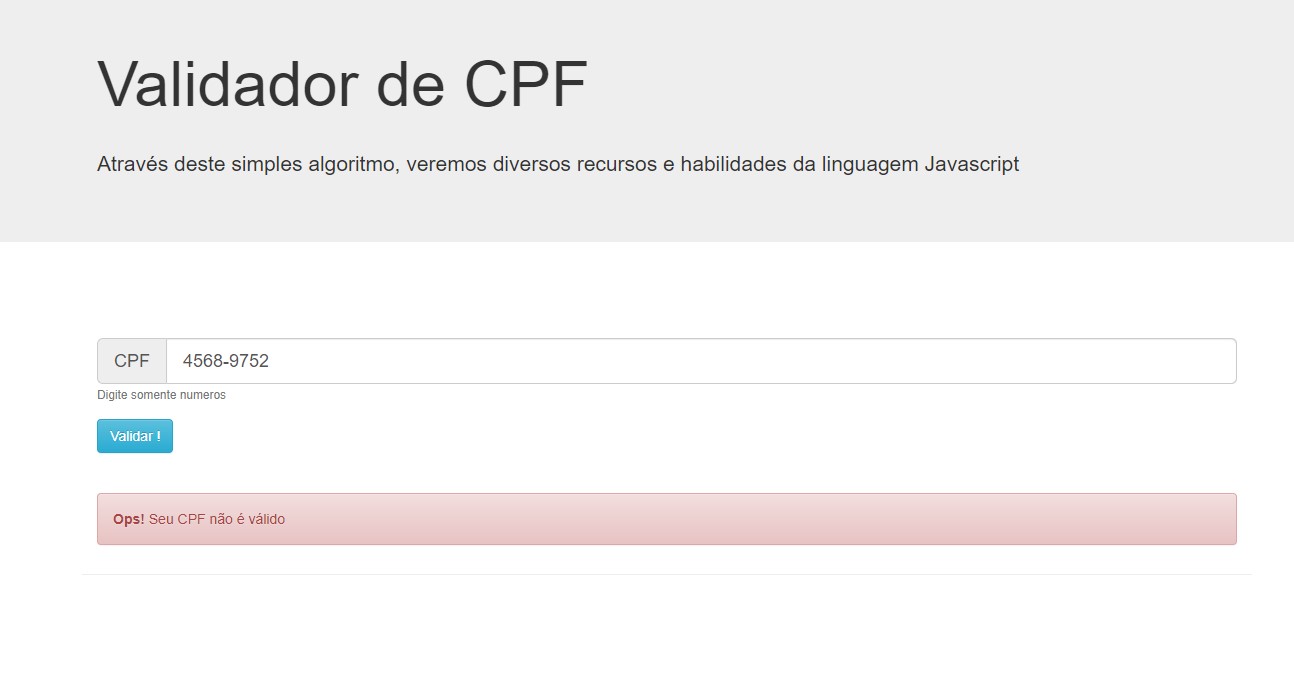 Validador de CPF
Através deste simples algoritmo, veremos diversos recursos e habilidades da linguagem Javascript
CPF 4568-9752
Digite somente numeros
Validar !
Ops! Seu CPF não é válido